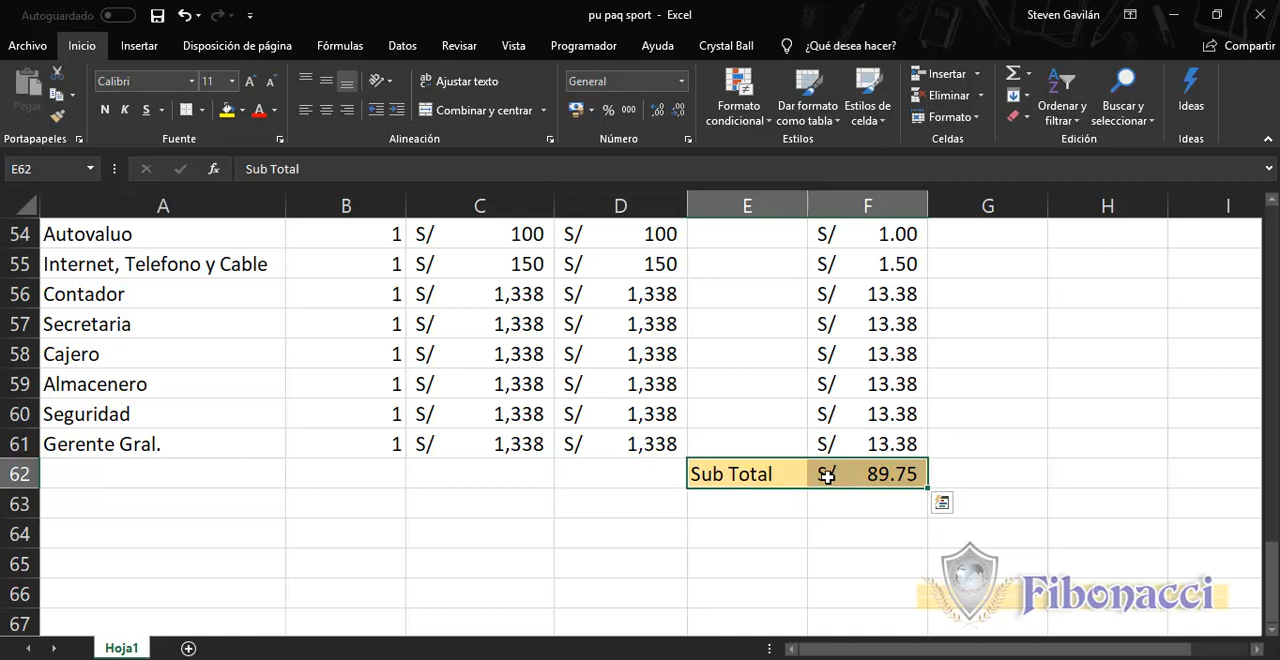 Autoguardado
pu paq sport - Excel
Steven Gavilán
Archivo Inicio Insertar Disposición de página Fórmulas Datos Revisar Vista Programador Ayuda Crystal Ball ¿Qué desea hacer? Compartir
Pegar
Calibri 11 A A
N K S A
Ajustar texto
Combinar y centrar
General
% 000
Formato condicional
Dar formato como tabla
Estilos de celda
Insertar
Eliminar
Formato
Ordenar y filtrar
Buscar y seleccionar
Ideas
Portapapeles Fuente Alineación Número Estilos Celdas Edición Ideas
E62 fx Sub Total
A B C D E F G H I
54 Autovaluo 1 S/ 100 S/ 100 S/ 1.00
55 Internet, Telefono y Cable 1 S/ 150 S/ 150 S/ 1.50
56 Contador 1 S/ 1,338 S/ 1,338 S/ 13.38
57 Secretaria 1 S/ 1,338 S/ 1,338 S/ 13.38
58 Cajero 1 S/ 1,338 S/ 1,338 S/ 13.38
59 Almacenero 1 S/ 1,338 S/ 1,338 S/ 13.38
60 Seguridad 1 S/ 1,338 S/ 1,338 S/ 13.38
61 Gerente Gral. 1 S/ 1,338 S/ 1,338 S/ 13.38
62 Sub Total S/ 89.75
63
64
65
66
67
Fibonacci
Hoja1